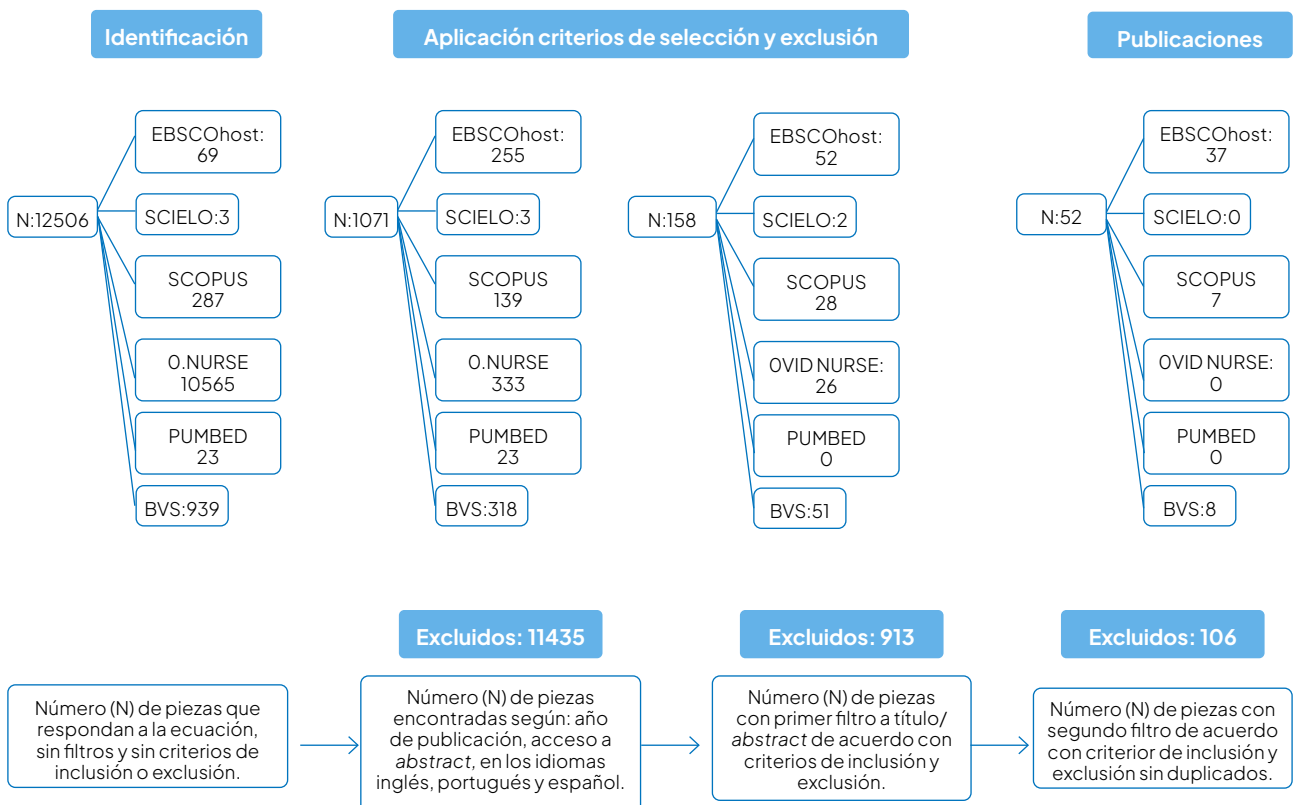 Identificación
Aplicación criterios de selección y exclusión
Publicaciones
N:12506
EBSCOhost:
69
SCIELO:3
SCOPUS
287
0.NURSE
10565
PUMBED
23
BVS:939
N:1071
EBSCOhost:
255
SCIELO:3
SCOPUS
139
0.NURSE
333
PUMBED
23
BVS:318
N:158
EBSCOhost:
52
SCIELO:2
SCOPUS
28
0VID NURSE:
26
PUMBED
0
BVS:51
N:52
EBSCOhost:
37
SCIELO:0
SCOPUS
7
0VID NURSE:
0
PUMBED
0
BVS:8
Excluidos: 11435
Excluidos: 913
Excluidos: 106
Número (N) de piezas que
respondan a la ecuación,
sin filtros y sin criterios de
inclusión o exclusión.
Número (N) de piezas
encontradas según: año
de publicación, acceso a
abstract, en los idiomas
inglés, portugués y español.
Número (N) de piezas
con primer filtro a título/
abstract de acuerdo con
criterios de inclusión y
exclusión.
Número (N) de piezas con
segundo filtro de acuerdo
con criterior de inclusión y
exclusión sin duplicados.